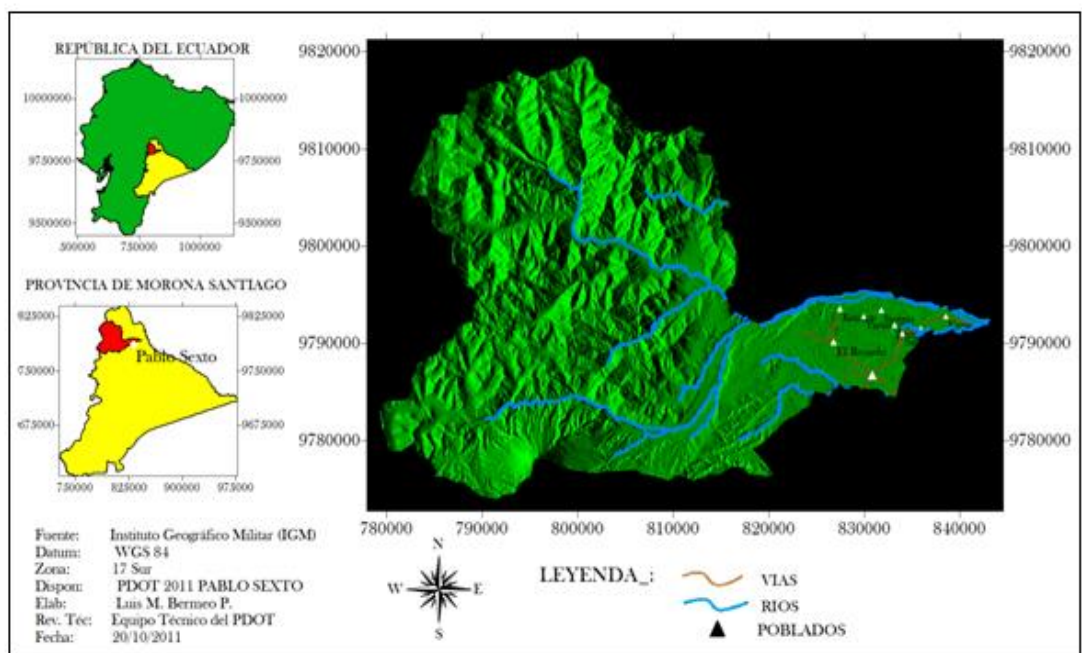 REPÚBLICA DEL ECUADOR
10000000
10000000
9750000
9750000
9500000
9500000
500000 750000 1000000
PROVINCIA DE MORONA SANTIAGO
825000
9825000
Pablo Sexto
750000
9750000
675000
9675000
750000 825000 900000 975000
Fuente: Instituto Geográfico Militar (IGM)
Datum: WGS 84
Zona: 17 Sur
Dispon: PDOT 2011 PABLO SEXTO
Elab: Luis M. Bermeo P.
Rev. Téc: Equipo Técnico del PDOT
Fecha: 20/10/2011
9820000
9820000
9810000
9810000
9800000
9800000
9790000
9790000
El Rosario
9780000
9780000
780000 790000 800000 810000 820000 830000 840000
N
W E
S
LEYENDA_:
VIAS
RIOS
POBLADOS